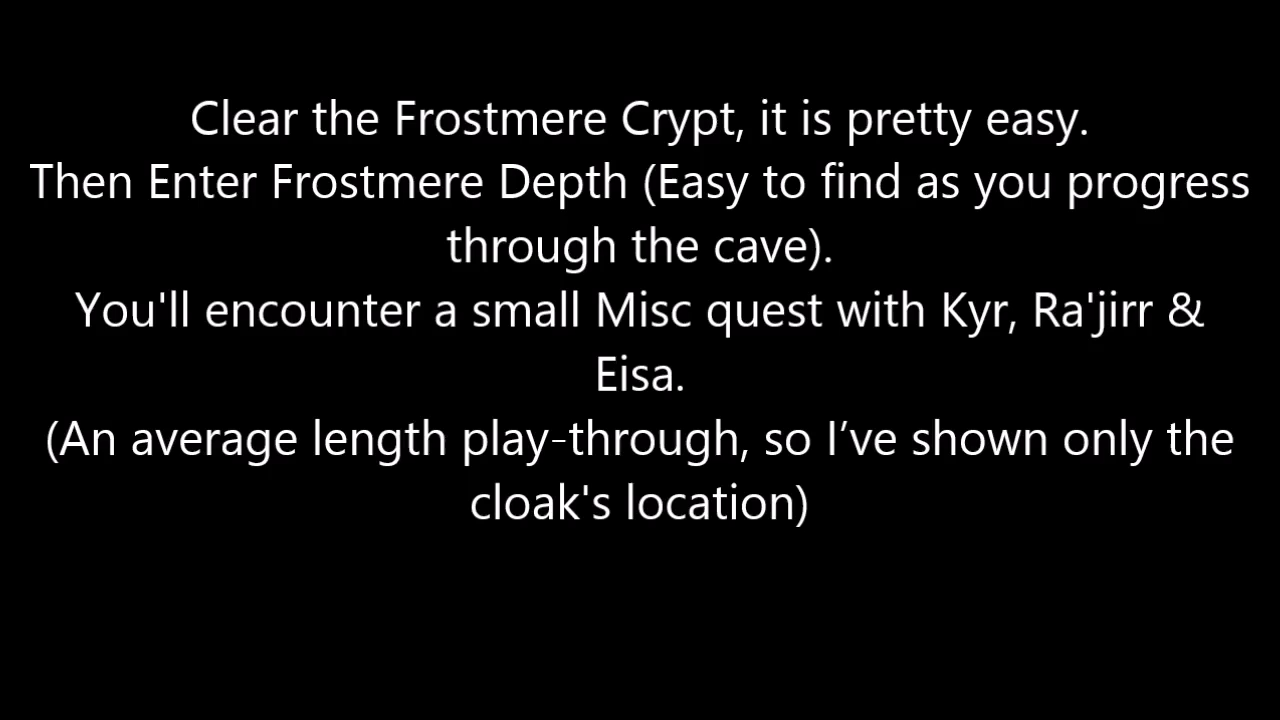 Clear the Frostmere Crypt, it is pretty easy.
Then Enter Frostmere Depth (Easy to find as you progress
through the cave).
You'll encounter a small Misc quest with Kyr, Ra'jirr &
Eisa.
(An average length play-through, so I’ve shown only the
cloak's location)